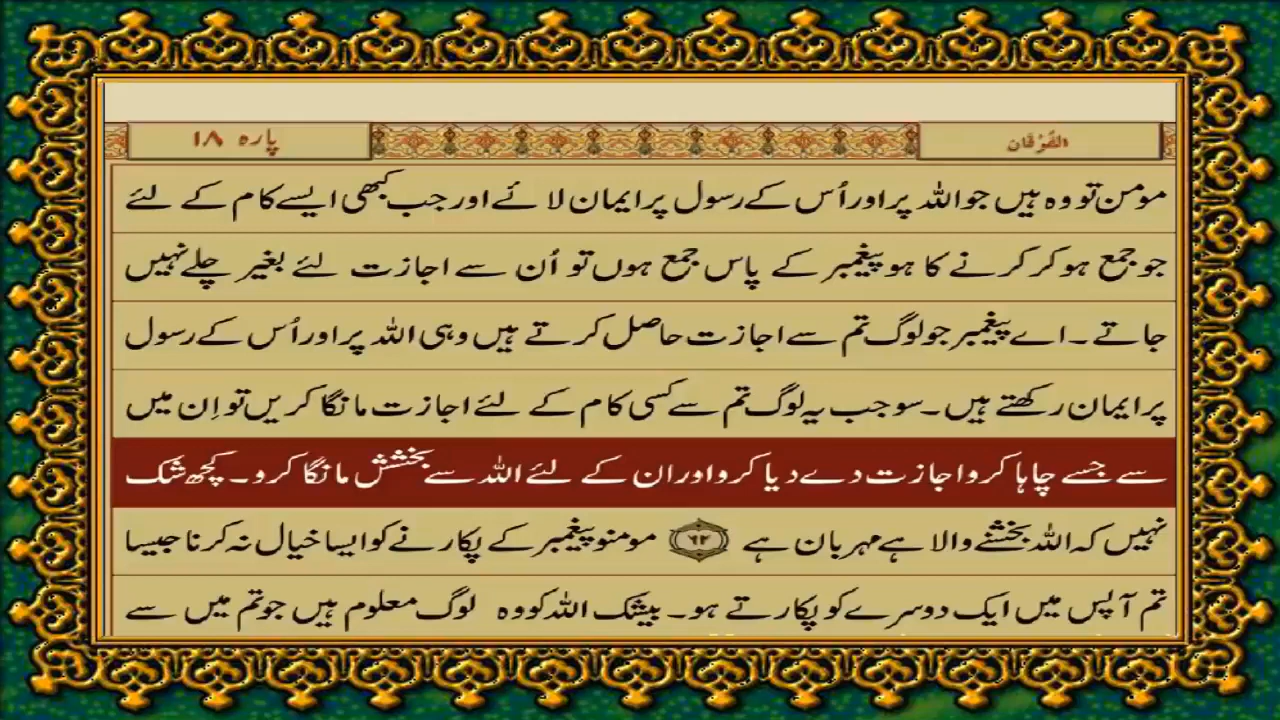 الفُرْقَان
پارہ ۱۸
مومن تو وہ ہیں جو اللہ پر اور اُس کے رسول پر ایمان لائے اور جب کبھی ایسے کام کے لئے
جو جمع ہو کر کرنے کا ہو پیغمبر کے پاس جمع ہوں تو اُن سے اجازت لئے بغیر چلے نہیں
جاتے۔ اے پیغمبر جو لوگ تم سے اجازت حاصل کرتے ہیں وہی اللہ پر اور اُس کے رسول
پر ایمان رکھتے ہیں۔ سو جب یہ لوگ تم سے کسی کام کے لئے اجازت مانگا کریں تو اِن میں
سے جسے چاہا کرو اجازت دے دیا کرو اور ان کے لئے اللہ سے بخشش مانگا کرو۔ کچھ شک
نہیں کہ اللہ بخشنے والا ہے مہربان ہے ۶۲ مومنو پیغمبر کے پکارنے کو ایسا خیال نہ کرنا جیسا
تم آپس میں ایک دوسرے کو پکارتے ہو۔ بیشک اللہ کو وہ لوگ معلوم ہیں جو تم میں سے